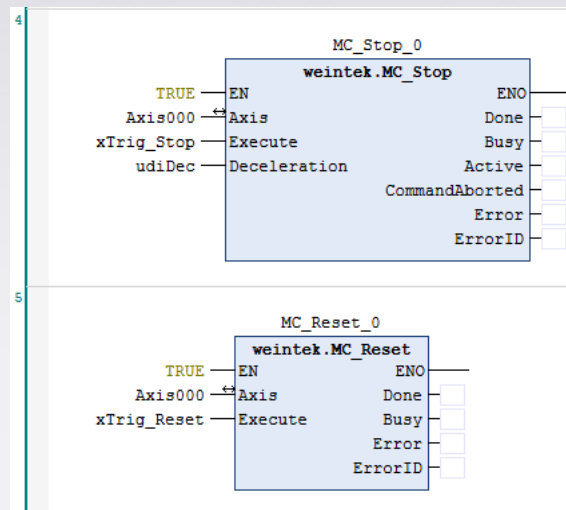 4
MC_Stop_0
weintek.MC_Stop
TRUE EN ENO
Axis000 Axis Done
xTrig_Stop Execute Busy
udiDec Deceleration Active
CommandAborted
Error
ErrorID
5
MC_Reset_0
weintek.MC_Reset
TRUE EN ENO
Axis000 Axis Done
xTrig_Reset Execute Busy
Error
ErrorID